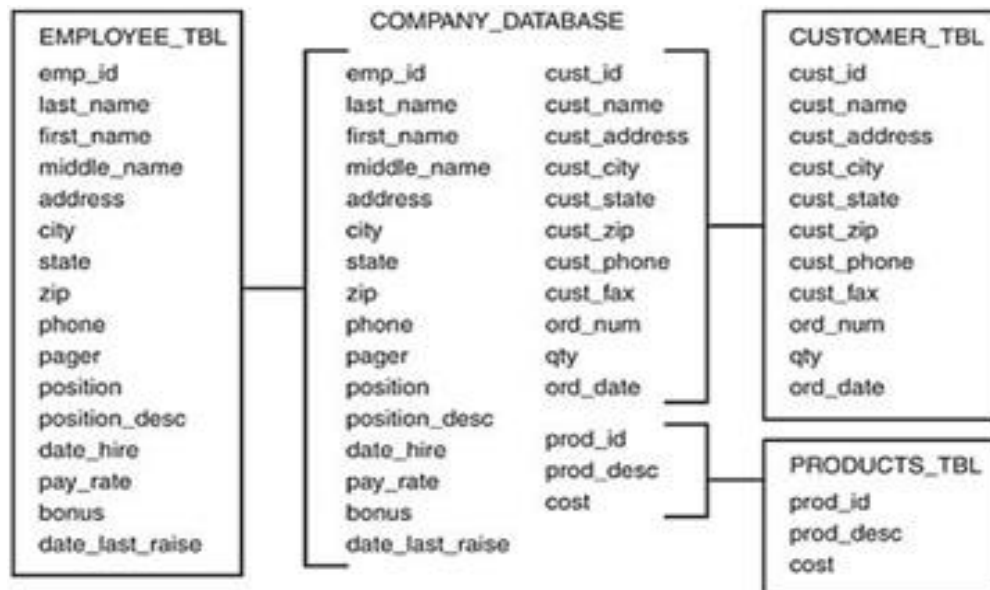 EMPLOYEE_TBL
emp_id
last_name
first_name
middle_name
address
city
state
zip
phone
pager
position
position_desc
date_hire
pay_rate
bonus
date_last_raise
COMPANY_DATABASE
emp_id
last_name
first_name
middle_name
address
city
state
zip
phone
pager
position
position_desc
date_hire
pay_rate
bonus
date_last_raise
cust_id
cust_name
cust_address
cust_city
cust_state
cust_zip
cust_phone
cust_fax
ord_num
qty
ord_date
prod_id
prod_desc
cost
CUSTOMER_TBL
cust_id
cust_name
cust_address
cust_city
cust_state
cust_zip
cust_phone
cust_fax
ord_num
qty
ord_date
PRODUCTS_TBL
prod_id
prod_desc
cost